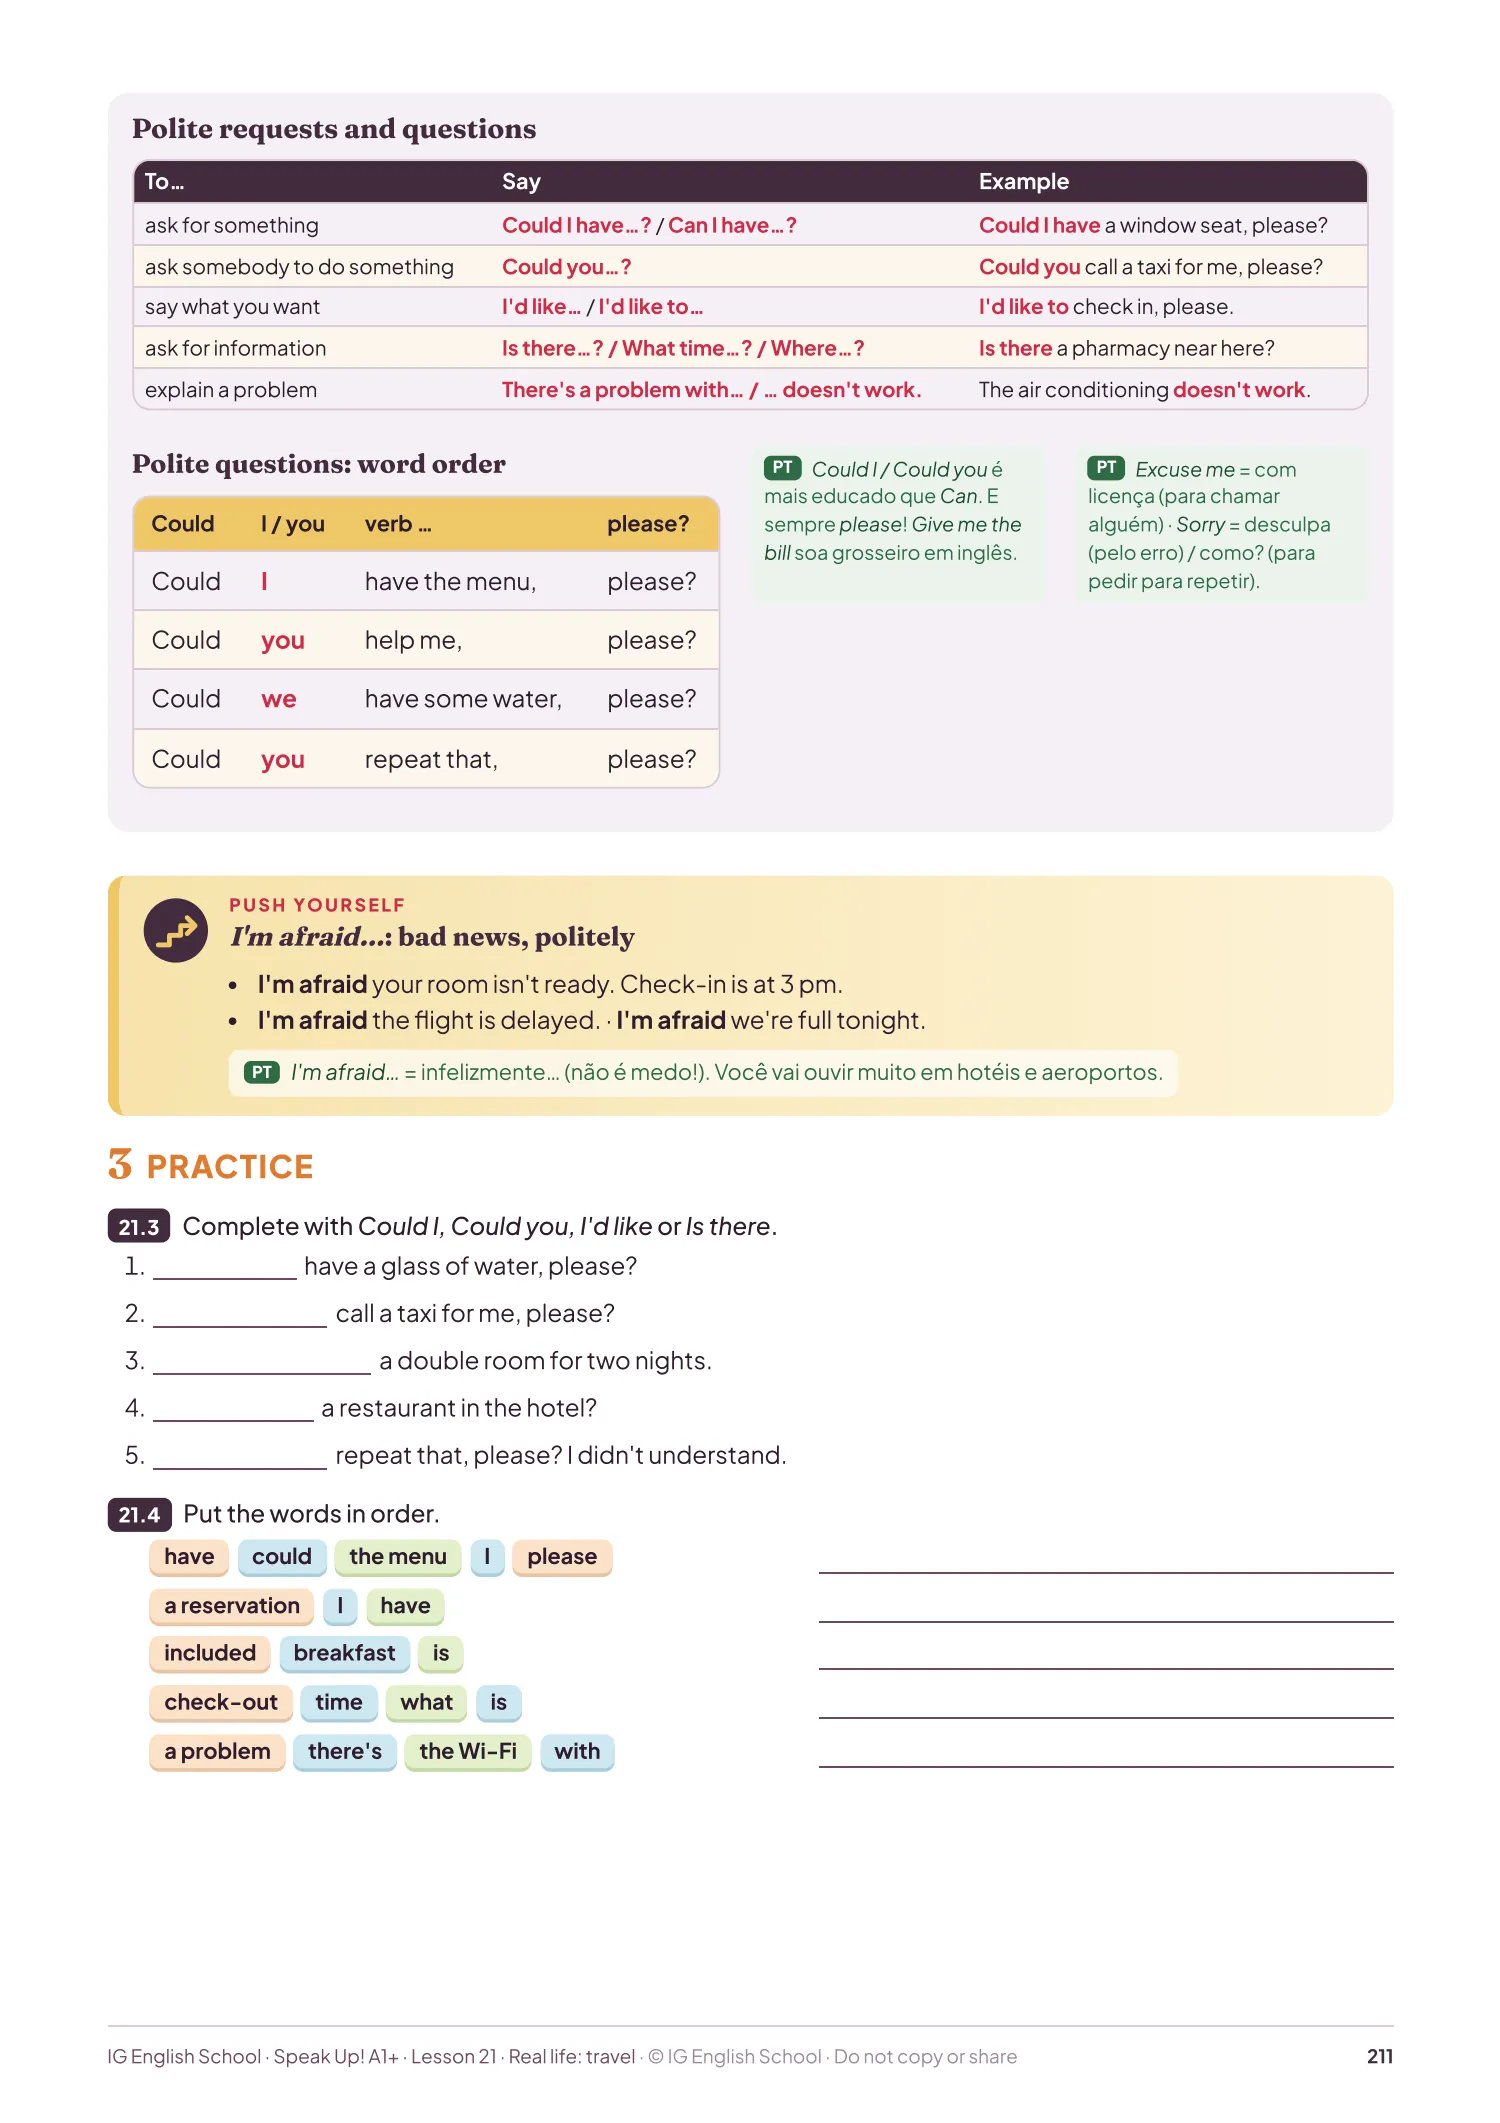 Polite requests and questions
To… Say Example
ask for something Could I have…? / Can I have…? Could I have a window seat, please?
ask somebody to do something Could you…? Could you call a taxi for me, please?
say what you want I'd like… / I'd like to… I'd like to check in, please.
ask for information Is there…? / What time…? / Where…? Is there a pharmacy near here?
explain a problem There's a problem with… / … doesn't work. The air conditioning doesn't work.
Polite questions: word order
Could I / you verb … please?
Could I have the menu, please?
Could you help me, please?
Could we have some water, please?
Could you repeat that, please?
PT Could I / Could you é
mais educado que Can. E
sempre please! Give me the
bill soa grosseiro em inglês.
PT Excuse me = com
licença (para chamar
alguém) · Sorry = desculpa
(pelo erro) / como? (para
pedir para repetir).
PUSH YOURSELF
I'm afraid…: bad news, politely
• I'm afraid your room isn't ready. Check-in is at 3 pm.
• I'm afraid the flight is delayed. · I'm afraid we're full tonight.
PT I'm afraid… = infelizmente… (não é medo!). Você vai ouvir muito em hotéis e aeroportos.
3 PRACTICE
21.3 Complete with Could I, Could you, I'd like or Is there.
1. ____________ have a glass of water, please?
2. ____________ call a taxi for me, please?
3. ____________ a double room for two nights.
4. ____________ a restaurant in the hotel?
5. ____________ repeat that, please? I didn't understand.
21.4 Put the words in order.
have could the menu I please
a reservation I have
included breakfast is
check-out time what is
a problem there's the Wi-Fi with
IG English School · Speak Up! A1+ · Lesson 21 · Real life: travel · © IG English School · Do not copy or share 211